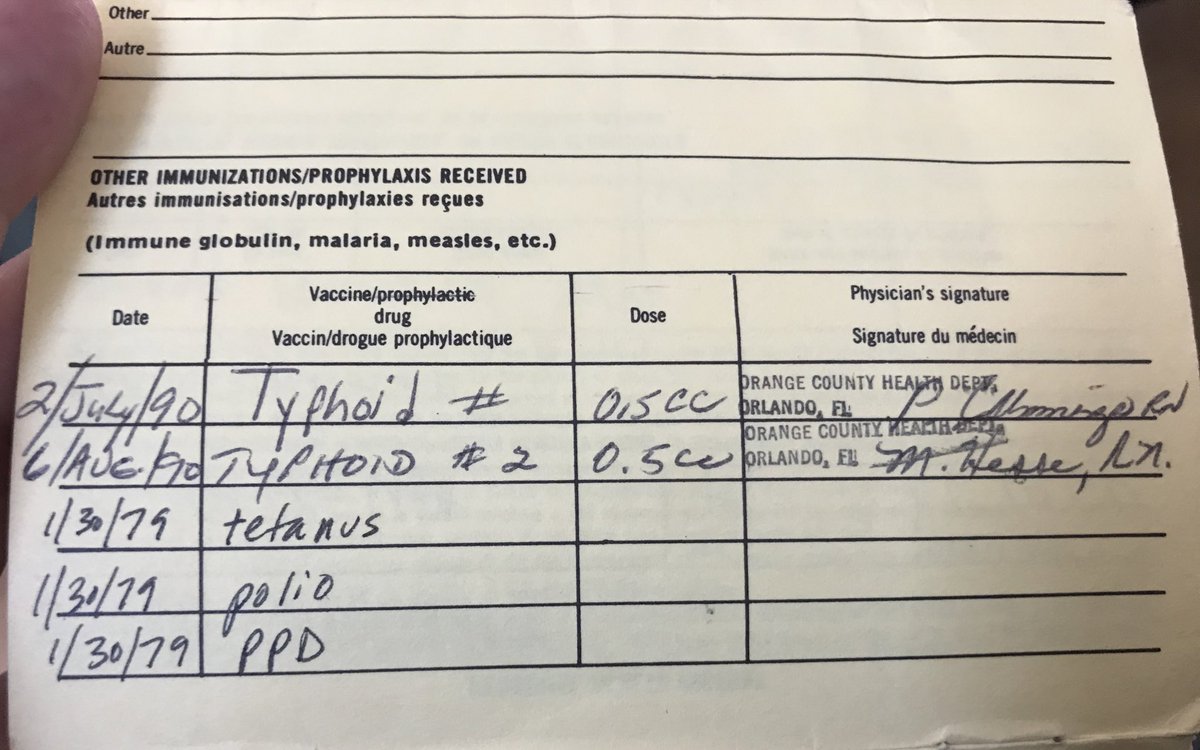 Other
Autre
OTHER IMMUNIZATIONS/PROPHYLAXIS RECEIVED
Autres immunisations/prophylaxies reçues
(Immune globulin, malaria, measles, etc.)
Date
Vaccine/prophylactic
drug
Vaccin/drogue prophylactique
Dose
Physician's signature
Signature du médecin
2/July/90 Typhoid # 0.5cc ORANGE COUNTY HEALTH DEPT.
ORLANDO, FL P RN
6/AUG/90 TYPHOID # 2 0.5cc ORANGE COUNTY HEALTH DEPT.
ORLANDO, FL M. Hesse, R.N.
1/30/79 tetanus
1/30/79 polio
1/30/79 PPD